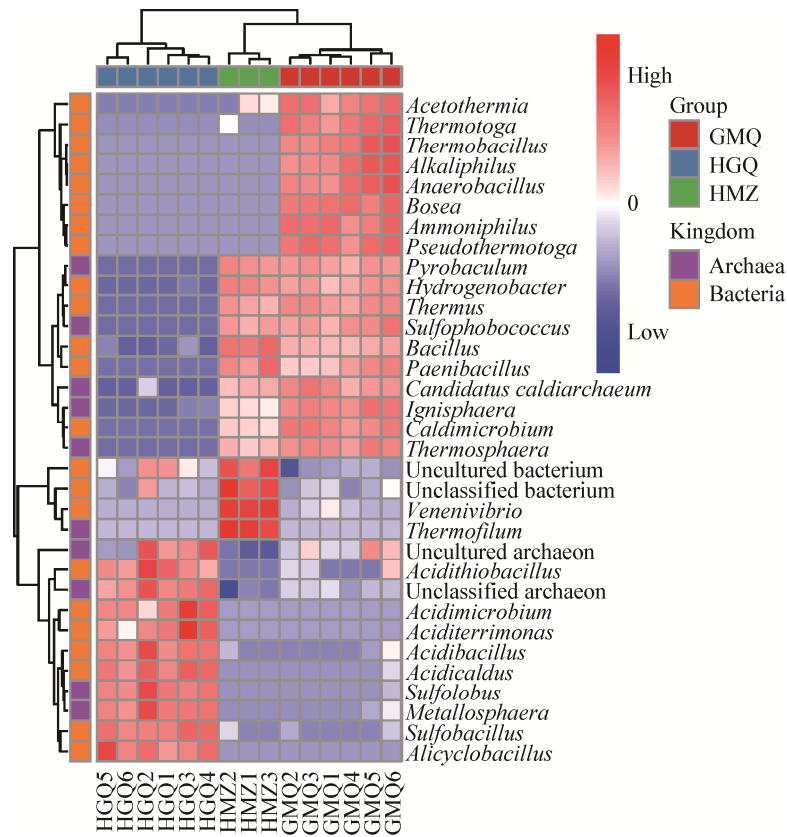 High
0
Low
Group
GMQ
HGQ
HMZ
Kingdom
Archaea
Bacteria
Acetothermia
Thermotoga
Thermobacillus
Alkaliphilus
Anaerobacillus
Bosea
Ammoniphilus
Pseudothermotoga
Pyrobaculum
Hydrogenobacter
Thermus
Sulfophobococcus
Bacillus
Paenibacillus
Candidatus caldiarchaeum
Ignisphaera
Caldimicrobium
Thermosphaera
Uncultured bacterium
Unclassified bacterium
Venenivibrio
Thermofilum
Uncultured archaeon
Acidithiobacillus
Unclassified archaeon
Acidimicrobium
Aciditerrimonas
Acidibacillus
Acidicaldus
Sulfolobus
Metallosphaera
Sulfobacillus
Alicyclobacillus
HGQ5
HGQ6
HGQ2
HGQ1
HGQ3
HGQ4
HMZ2
HMZ1
HMZ3
GMQ2
GMQ3
GMQ1
GMQ4
GMQ5
GMQ6